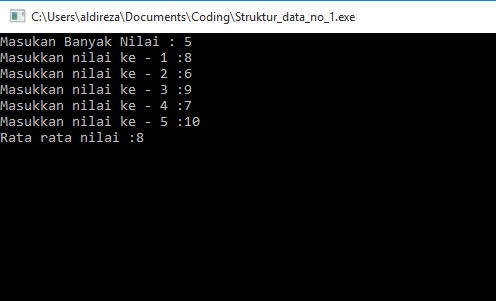 C:\Users\aldireza\Documents\Coding\Struktur_data_no_1.exe
Masukan Banyak Nilai : 5
Masukkan nilai ke - 1 :8
Masukkan nilai ke - 2 :6
Masukkan nilai ke - 3 :9
Masukkan nilai ke - 4 :7
Masukkan nilai ke - 5 :10
Rata rata nilai :8